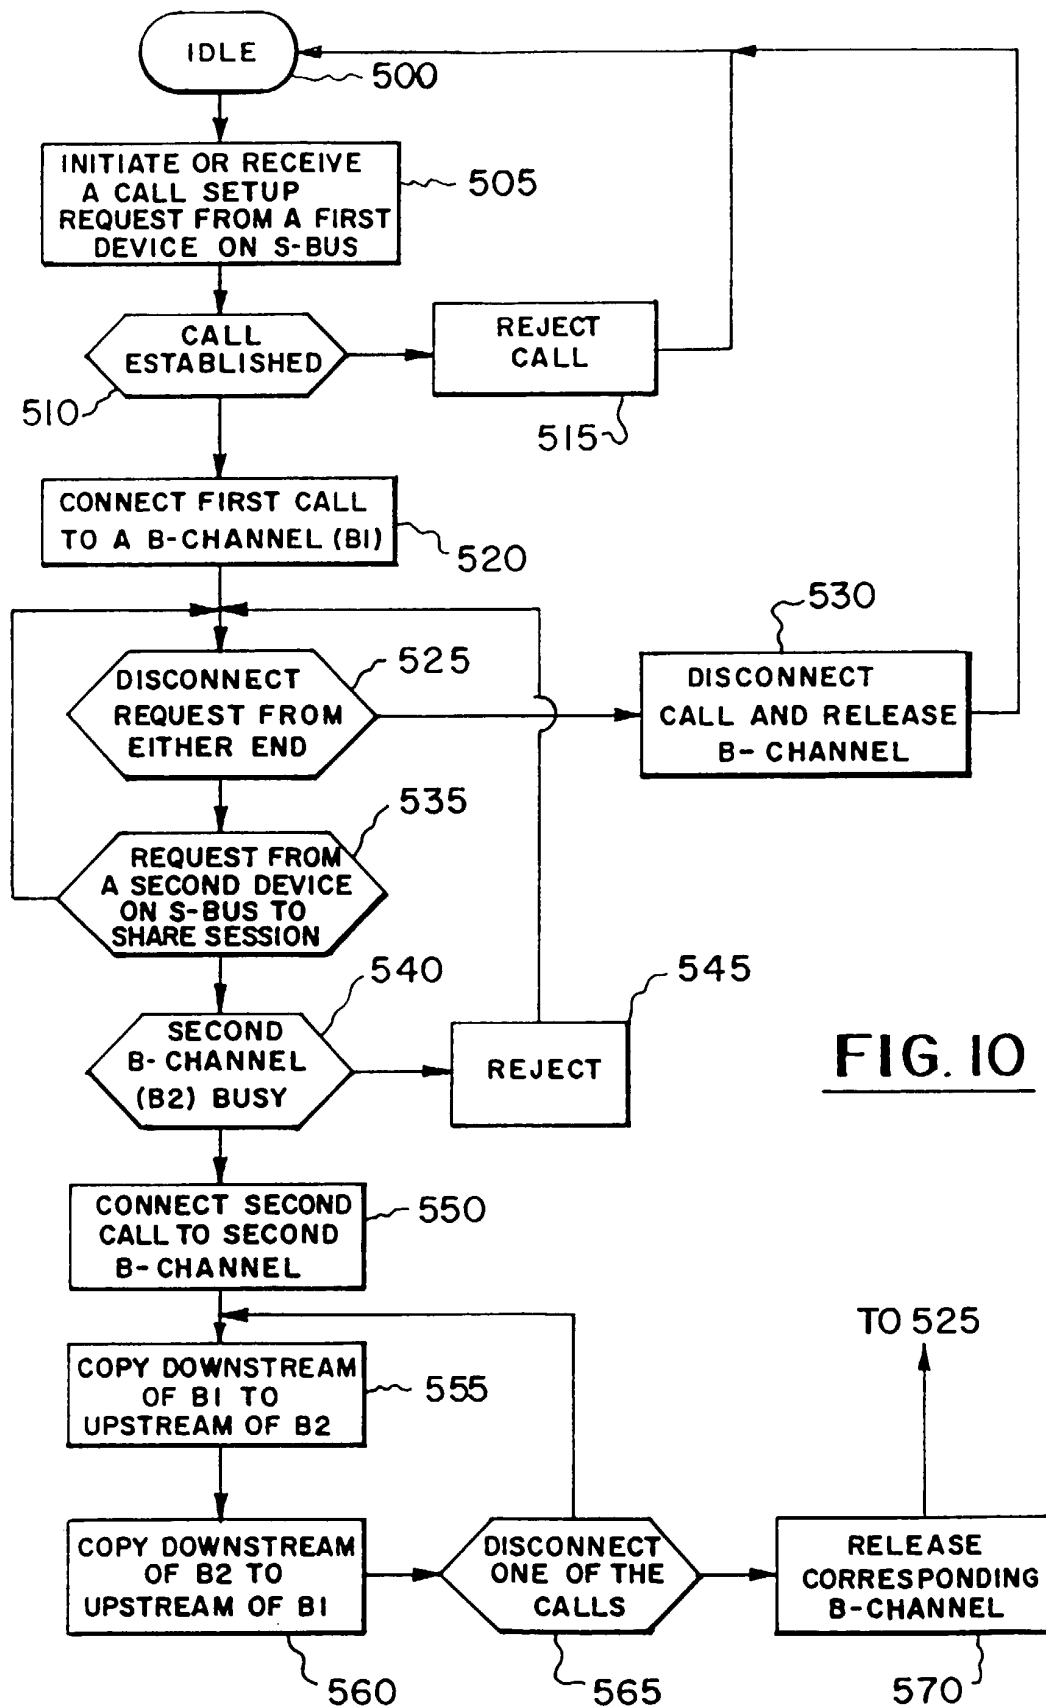 IDLE
500
INITIATE OR RECEIVE
A CALL SETUP
REQUEST FROM A FIRST
DEVICE ON S-BUS
505
CALL
ESTABLISHED
510
REJECT
CALL
515
CONNECT FIRST CALL
TO A B-CHANNEL (B1)
520
DISCONNECT
REQUEST FROM
EITHER END
525
DISCONNECT
CALL AND RELEASE
B-CHANNEL
530
REQUEST FROM
A SECOND DEVICE
ON S-BUS TO
SHARE SESSION
535
SECOND
B-CHANNEL
(B2) BUSY
540
REJECT
545
FIG. 10
CONNECT SECOND
CALL TO SECOND
B-CHANNEL
550
COPY DOWNSTREAM
OF B1 TO
UPSTREAM OF B2
555
TO 525
COPY DOWNSTREAM
OF B2 TO
UPSTREAM OF B1
560
DISCONNECT
ONE OF THE
CALLS
565
RELEASE
CORRESPONDING
B-CHANNEL
570